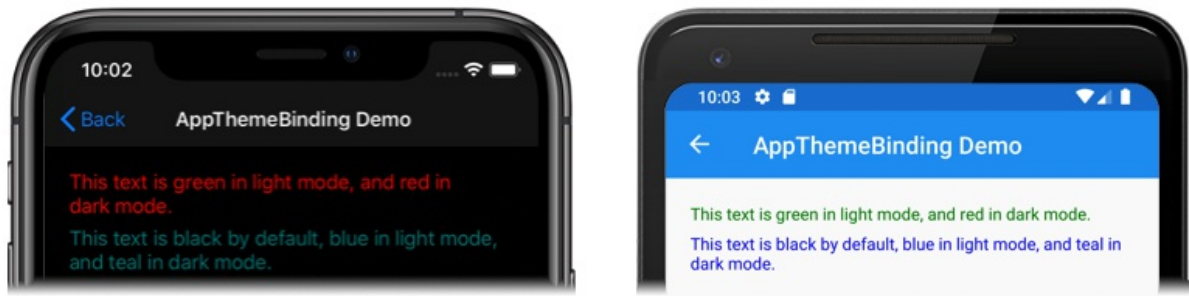 10:02
Back
AppThemeBinding Demo
This text is green in light mode, and red in
dark mode.
This text is black by default, blue in light mode,
and teal in dark mode.
10:03
AppThemeBinding Demo
This text is green in light mode, and red in dark mode.
This text is black by default, blue in light mode, and teal in
dark mode.